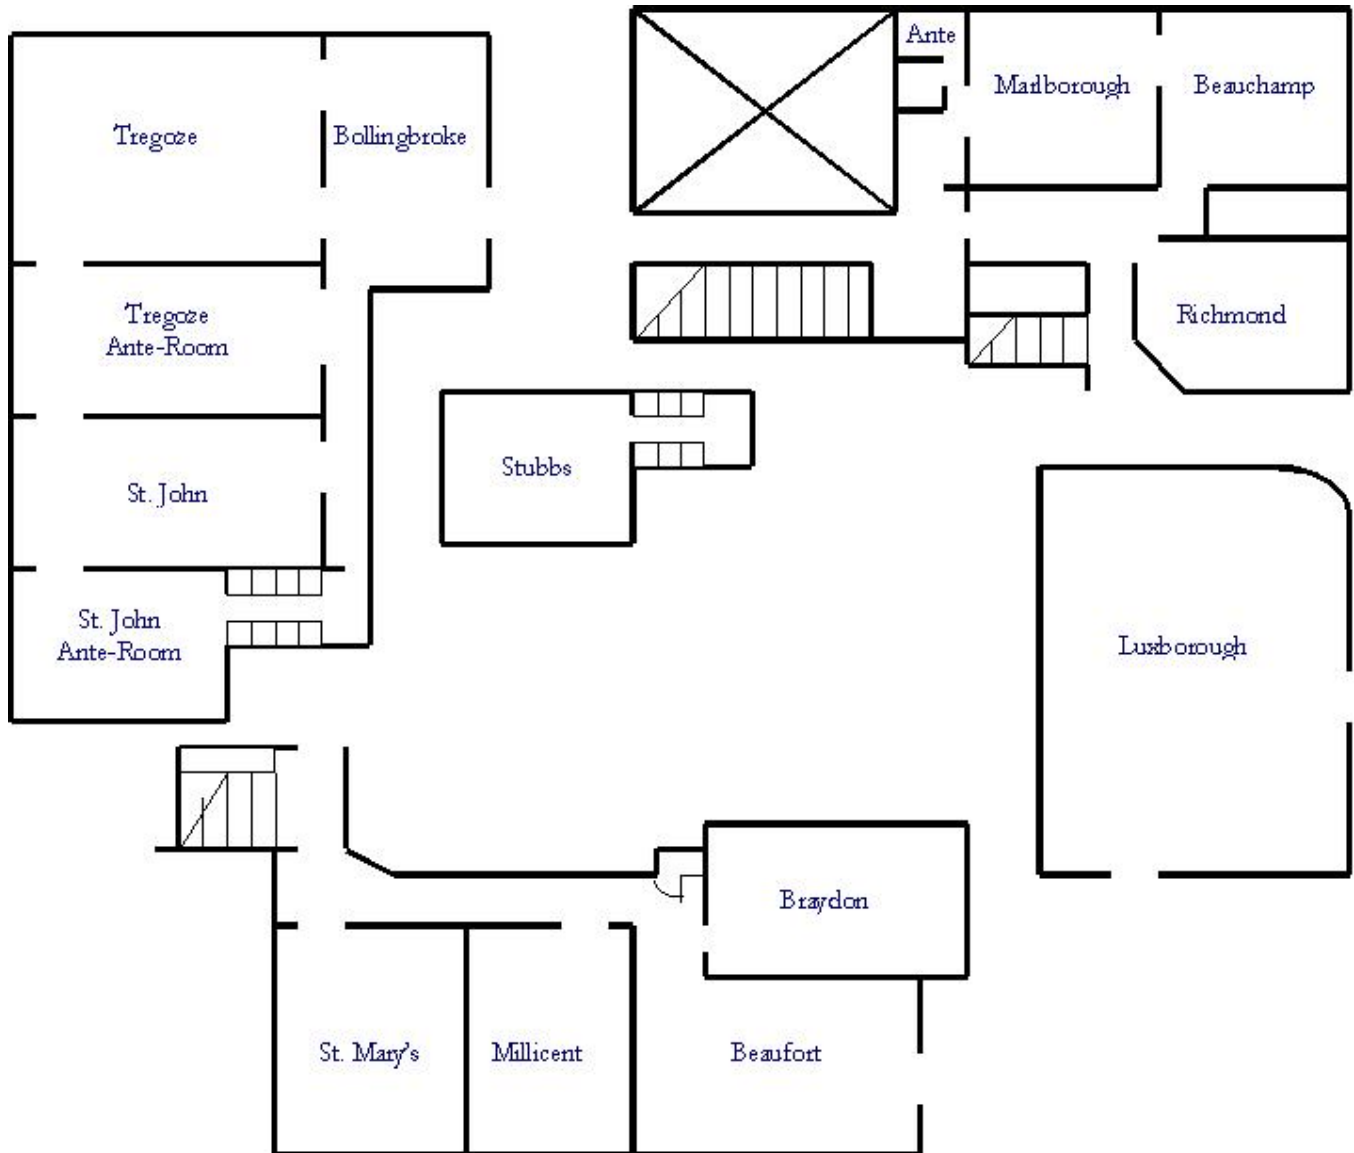 Ante
Marlborough
Beauchamp
Tregoze
Bollingbroke
Tregoze
Ante-Room
Richmond
Stubbs
St. John
St. John
Ante-Room
Luxborough
Braydon
St. Mary's
Millicent
Beaufort